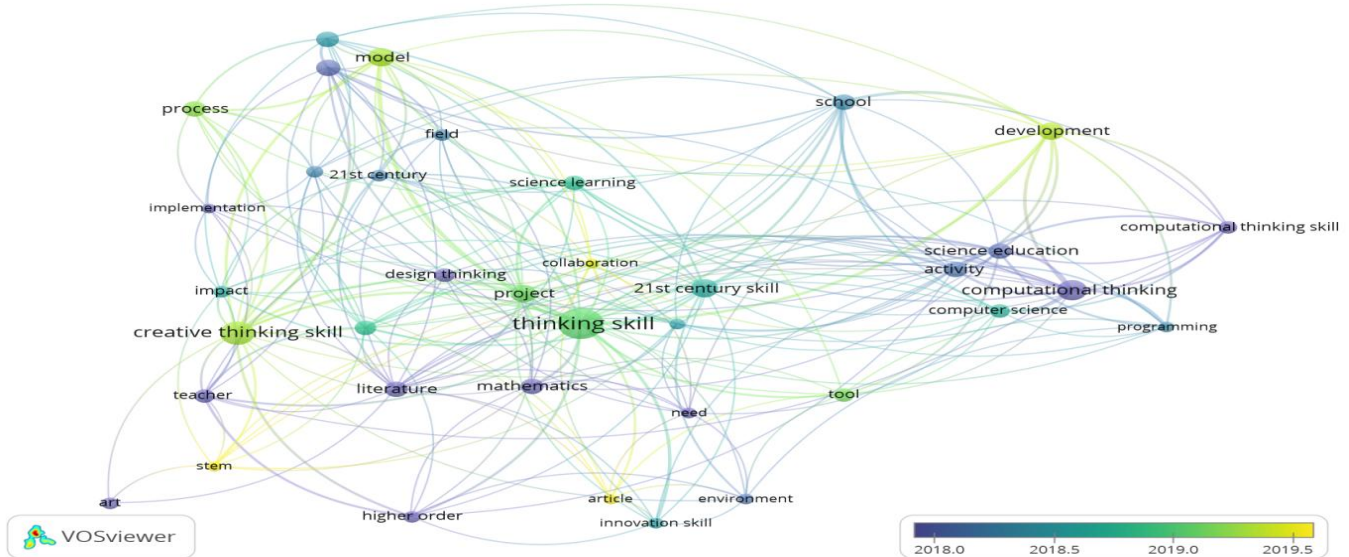 model
process
school
development
field
21st century
science learning
implementation
computational thinking skill
science education
collaboration
activity
design thinking
impact
project
21st century skill
computational thinking
computer science
thinking skill
programming
creative thinking skill
literature
mathematics
teacher
tool
need
stem
art
article
environment
higher order
innovation skill
VOSviewer
2018.0 2018.5 2019.0 2019.5